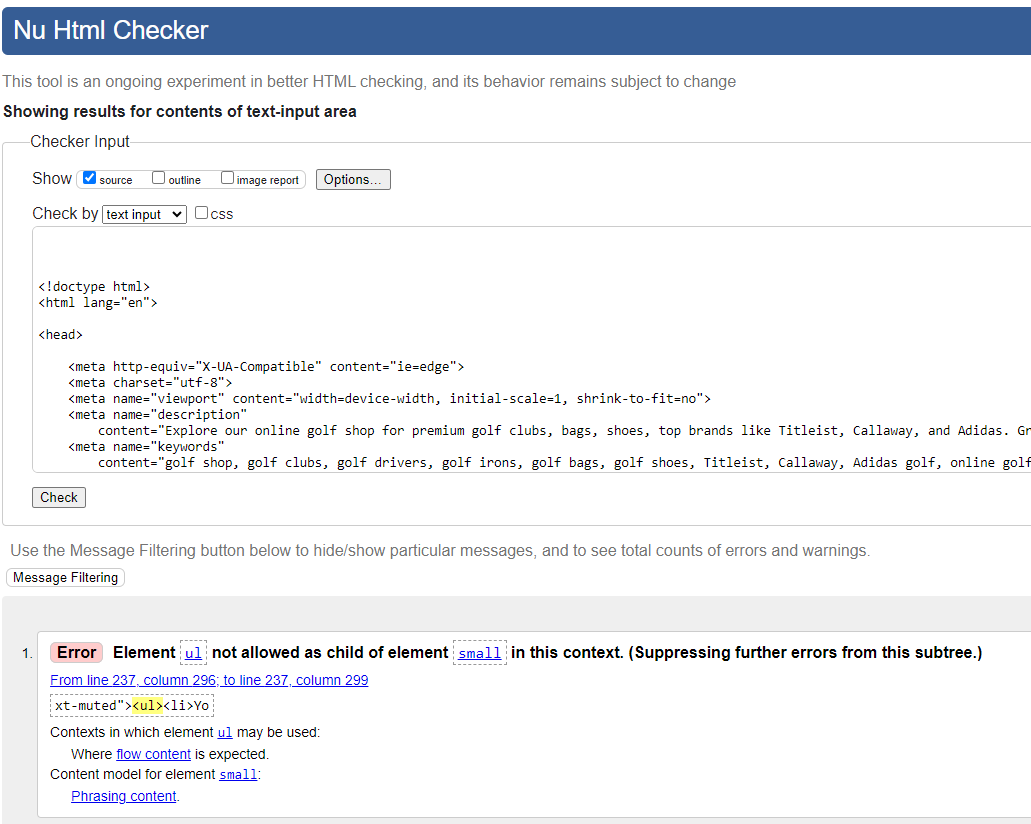 Nu Html Checker
This tool is an ongoing experiment in better HTML checking, and its behavior remains subject to change
Showing results for contents of text-input area
Checker Input
Show source outline image report Options...
Check by text input css
<!doctype html>
<html lang="en">
<head>
<meta http-equiv="X-UA-Compatible" content="ie=edge">
<meta charset="utf-8">
<meta name="viewport" content="width=device-width, initial-scale=1, shrink-to-fit=no">
<meta name="description"
content="Explore our online golf shop for premium golf clubs, bags, shoes, top brands like Titleist, Callaway, and Adidas. Gr
<meta name="keywords"
content="golf shop, golf clubs, golf drivers, golf irons, golf bags, golf shoes, Titleist, Callaway, Adidas golf, online golf
Check
Use the Message Filtering button below to hide/show particular messages, and to see total counts of errors and warnings.
Message Filtering
1. Error Element ul not allowed as child of element small in this context. (Suppressing further errors from this subtree.)
From line 237, column 296; to line 237, column 299
xt-muted"><ul><li>Yo
Contexts in which element ul may be used:
Where flow content is expected.
Content model for element small:
Phrasing content.